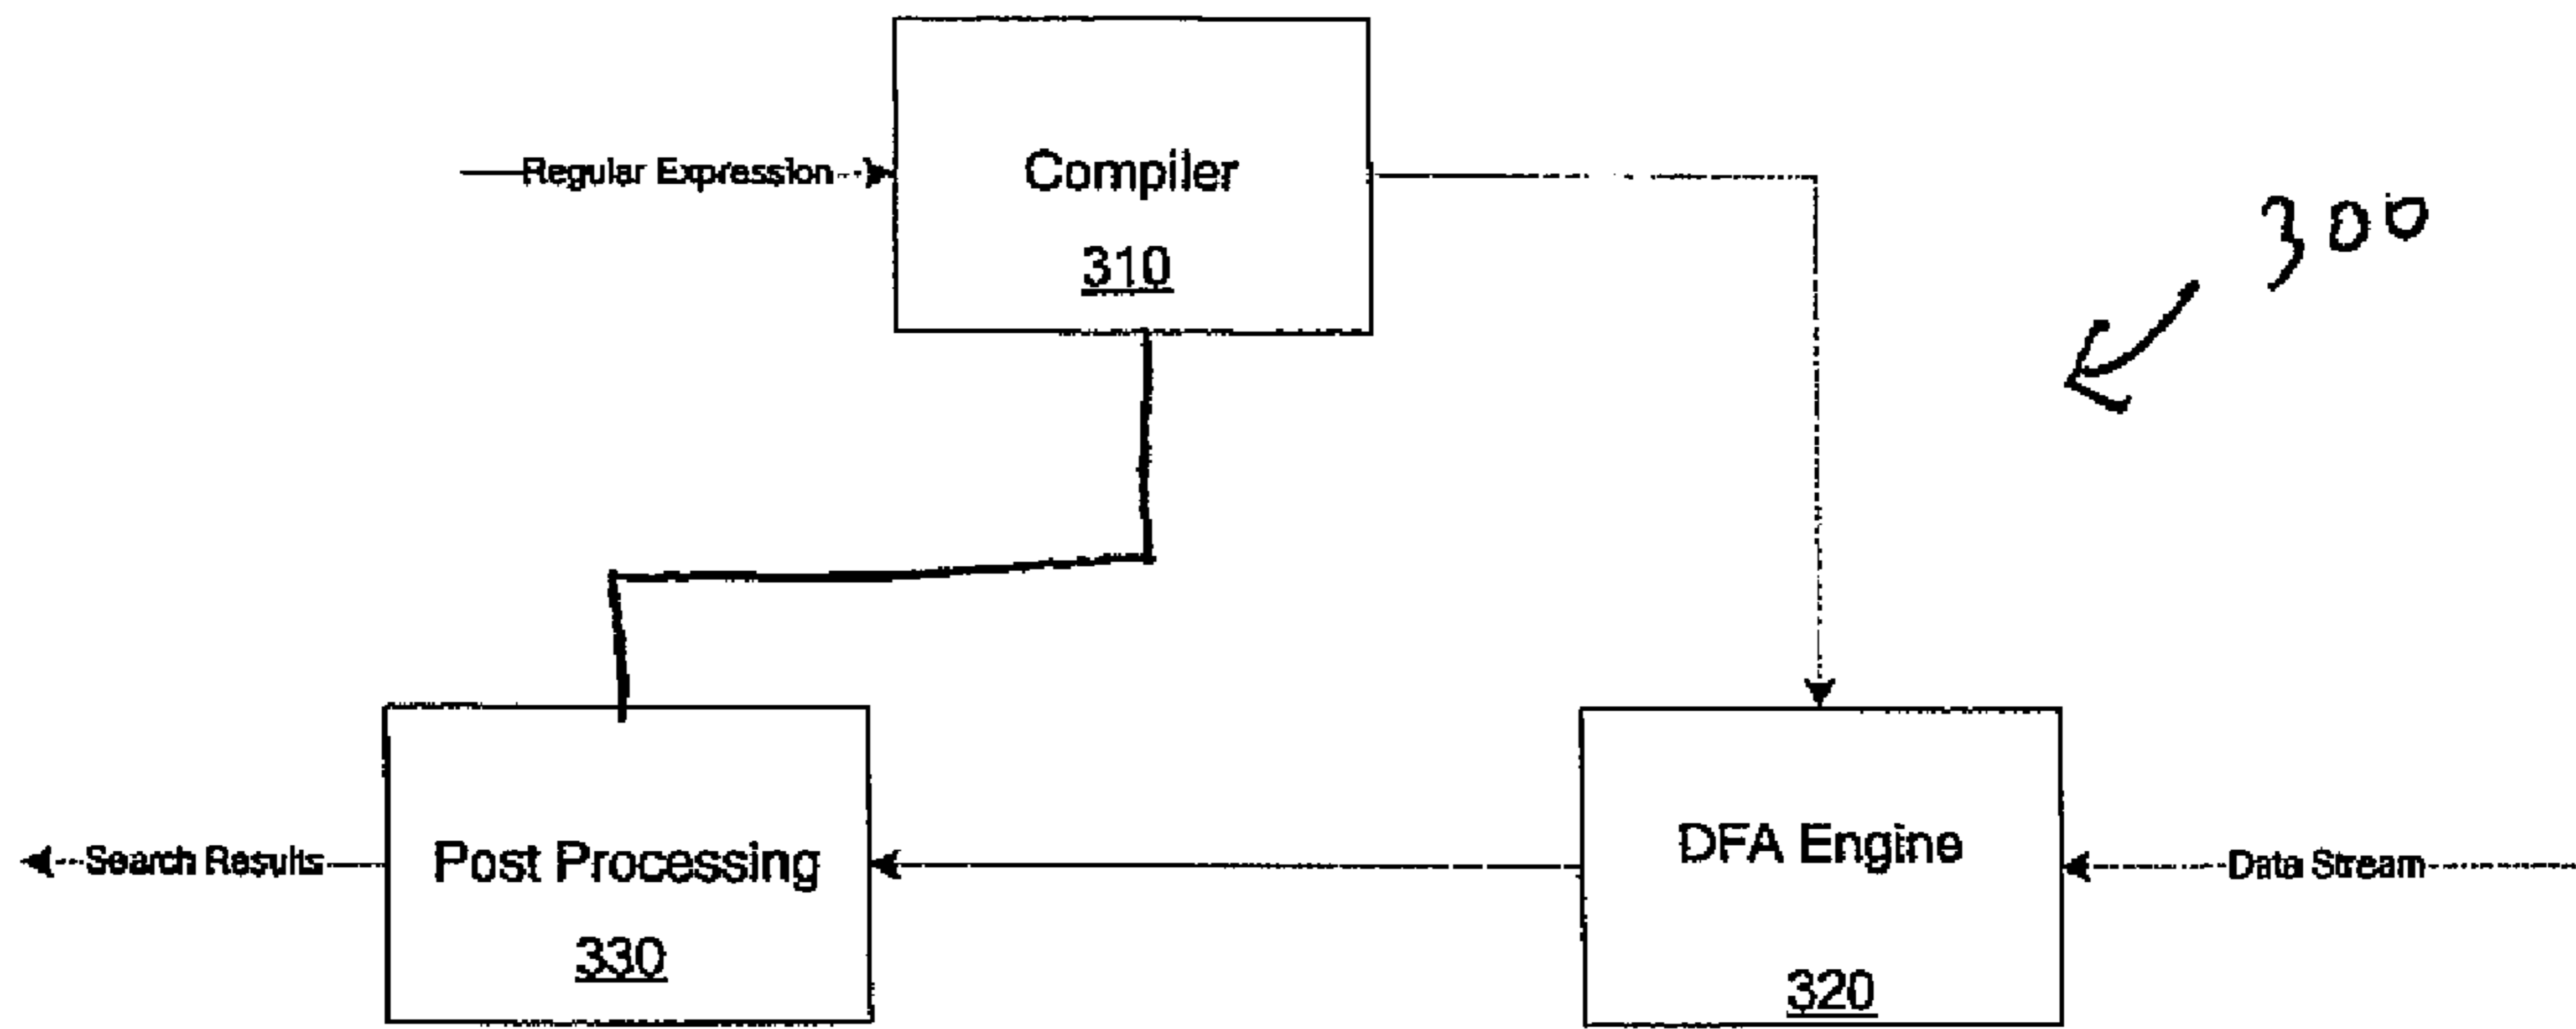 Regular Expression
Compiler
310
300
Search Results
Post Processing
330
DFA Engine
320
Data Stream